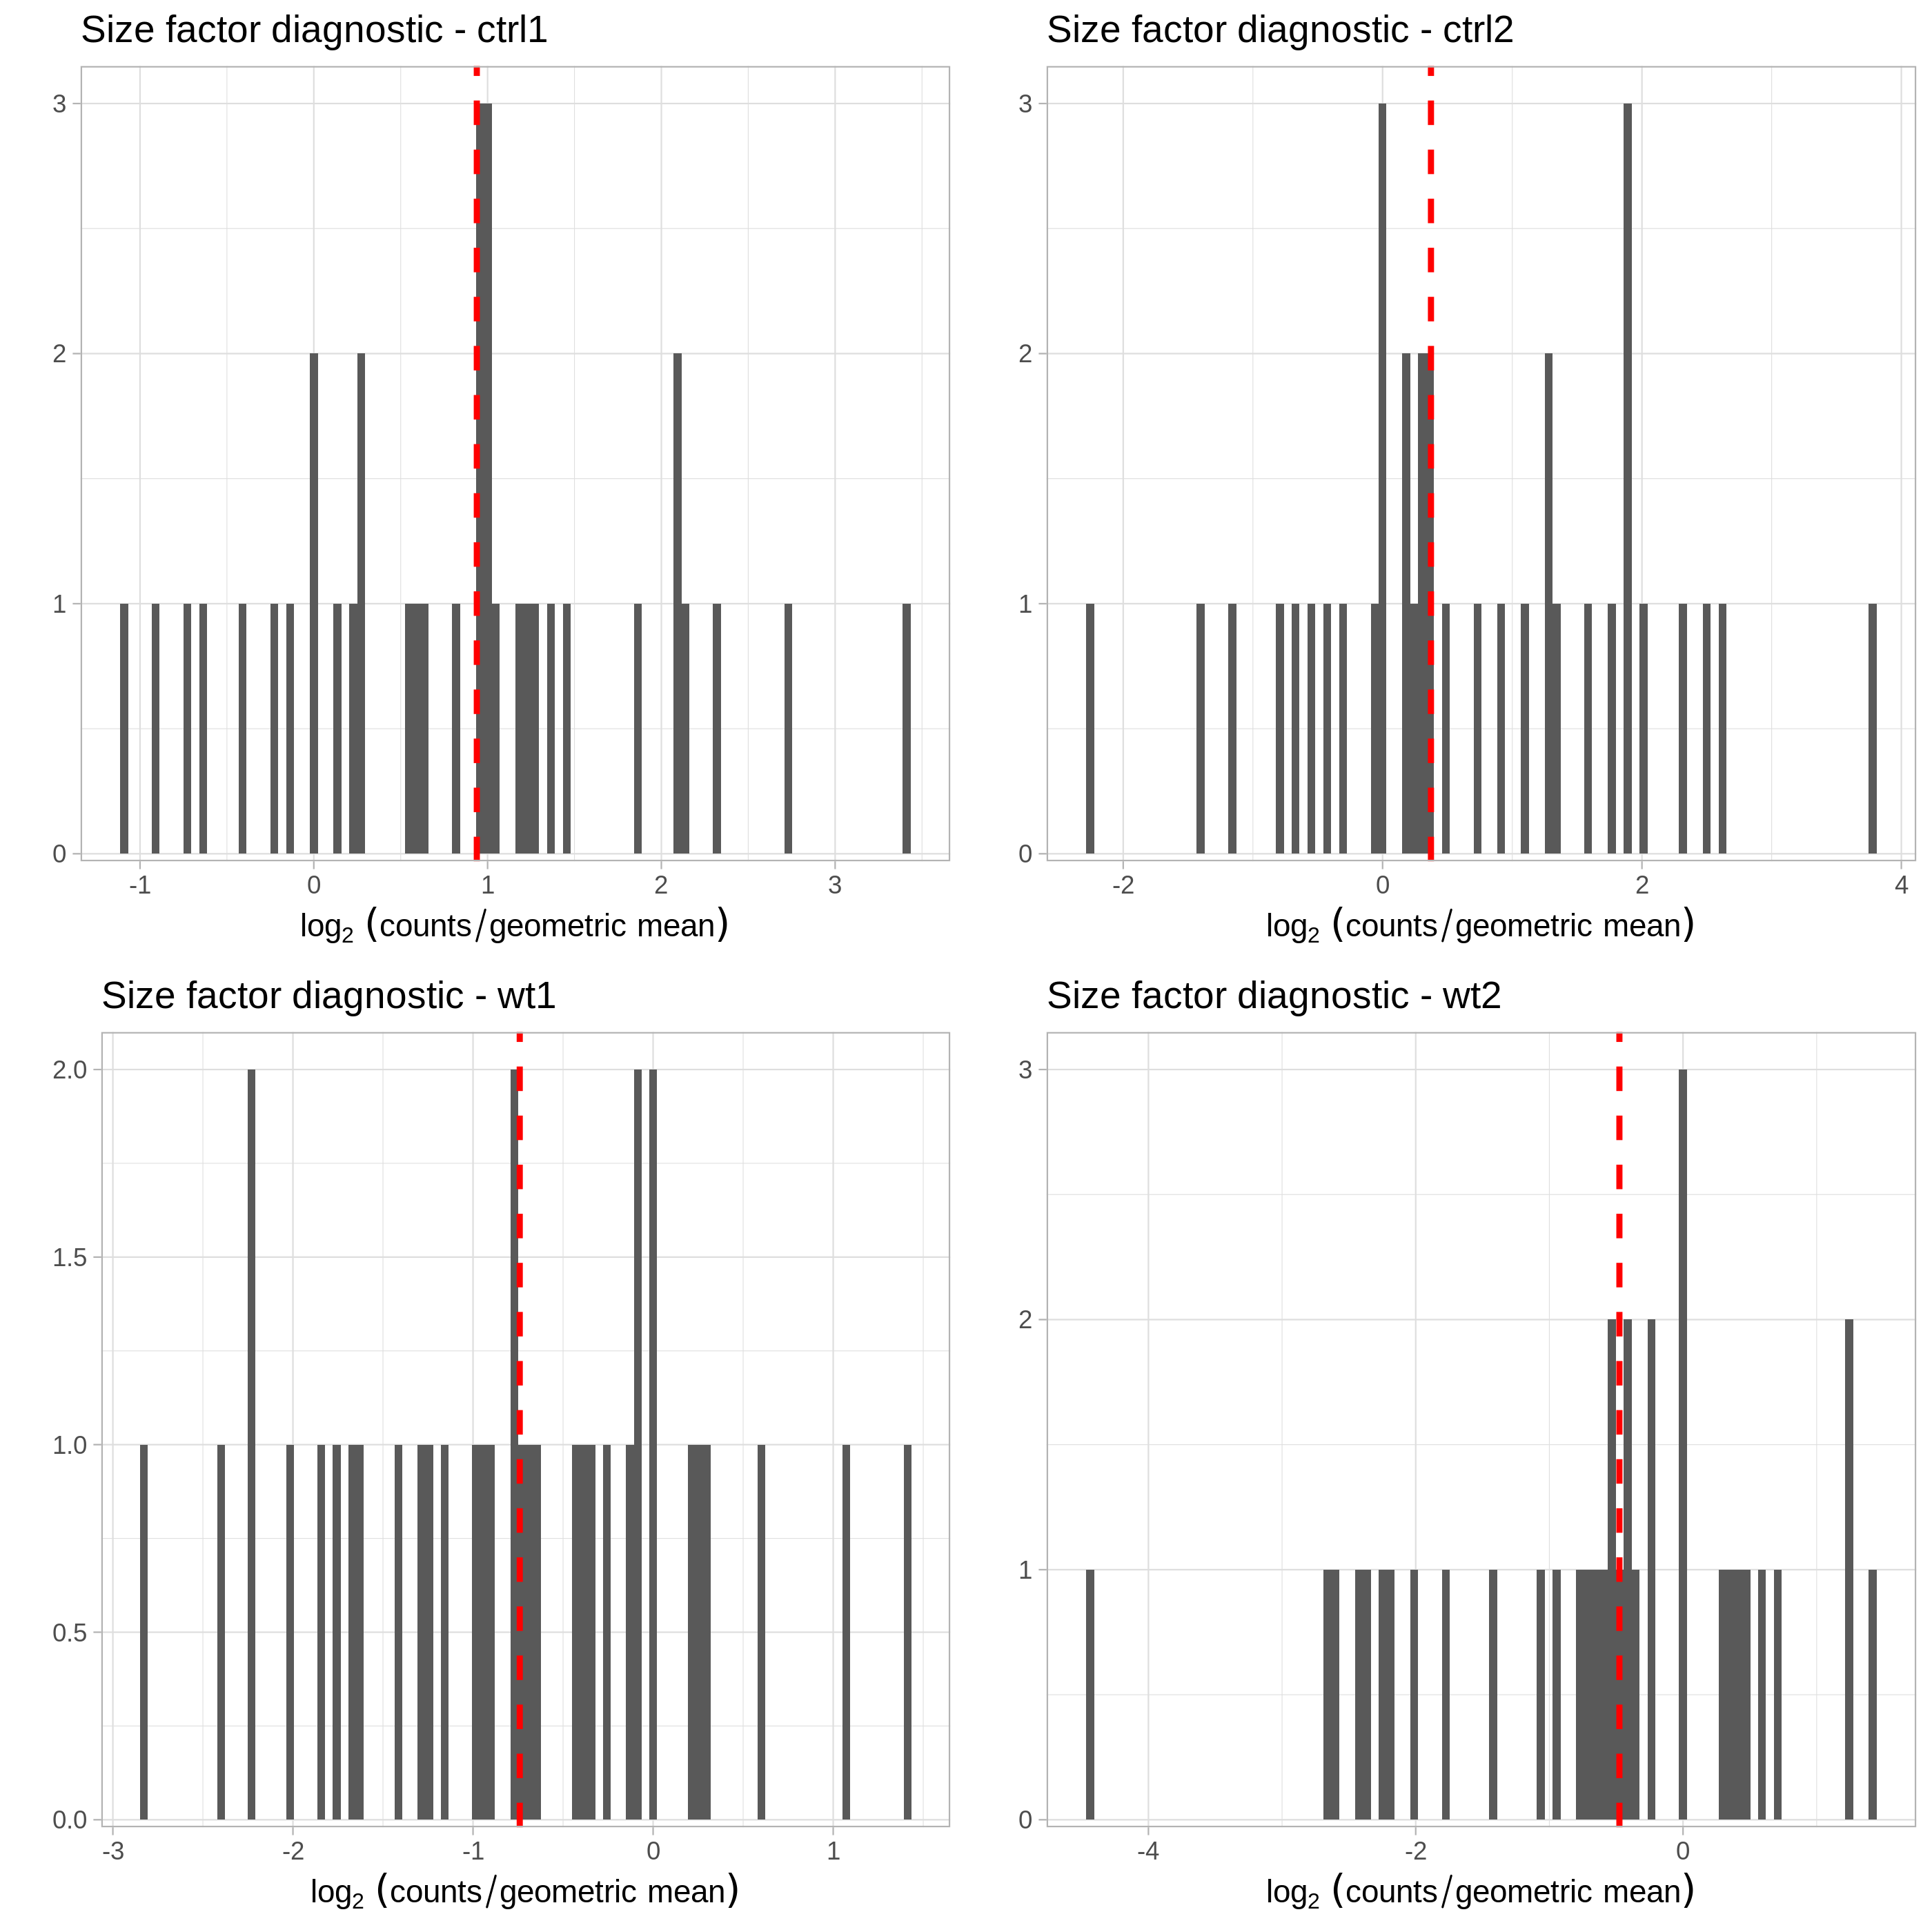 Size factor diagnostic - ctrl1
3
2
1
0
-1 0 1 2 3
log2 (counts/geometric mean)
Size factor diagnostic - ctrl2
3
2
1
0
-2 0 2 4
log2 (counts/geometric mean)
Size factor diagnostic - wt1
2.0
1.5
1.0
0.5
0.0
-3 -2 -1 0 1
log2 (counts/geometric mean)
Size factor diagnostic - wt2
3
2
1
0
-4 -2 0
log2 (counts/geometric mean)